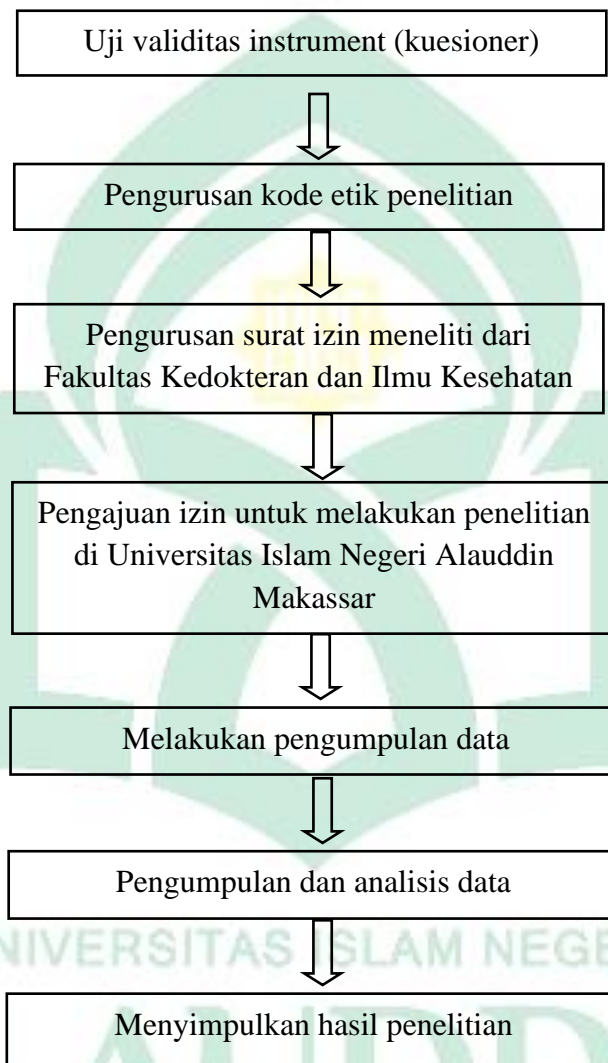 Uji validitas instrument (kuesioner)
Pengurusan kode etik penelitian
Pengurusan surat izin meneliti dari
Fakultas Kedokteran dan Ilmu Kesehatan
Pengajuan izin untuk melakukan penelitian
di Universitas Islam Negeri Alauddin
Makassar
Melakukan pengumpulan data
Pengumpulan dan analisis data
NIVERSITAS ISLAM NEGE
Menyimpulkan hasil penelitian